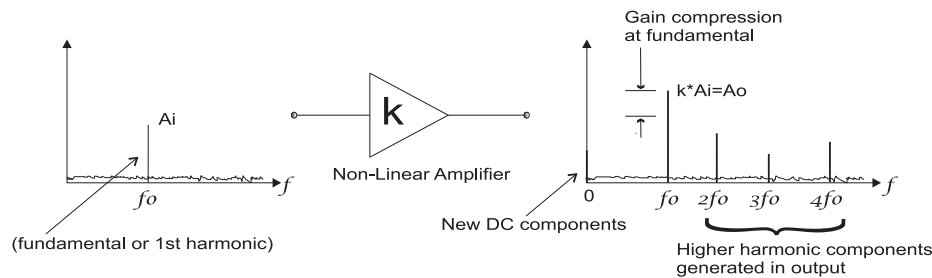 Gain compression
at fundamental
Ai
k
k*Ai=Ao
Non-Linear Amplifier
fo
f
0
fo
2fo
3fo
4fo
f
(fundamental or 1st harmonic)
New DC components
Higher harmonic components
generated in output